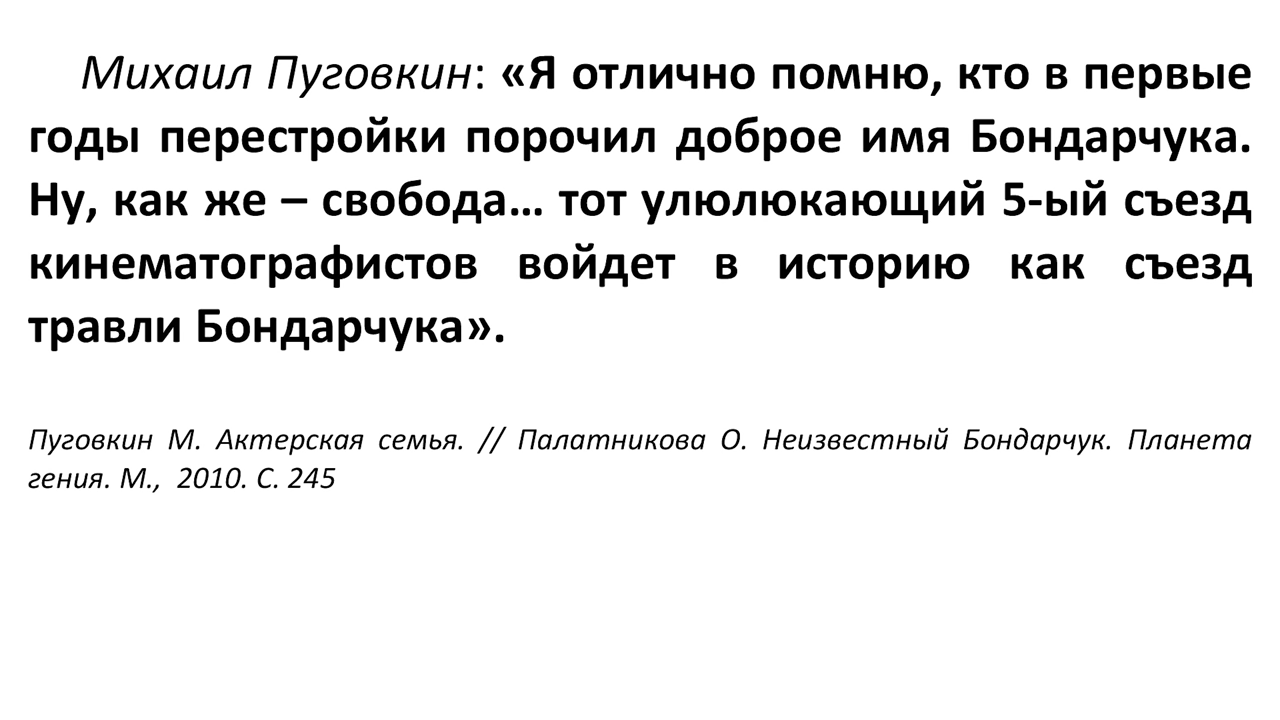 Михаил Пуговкин: «Я отлично помню, кто в первые
годы перестройки порочил доброе имя Бондарчука.
Ну, как же – свобода… тот улюлюкающий 5-ый съезд
кинематографистов войдет в историю как съезд
травли Бондарчука».
Пуговкин М. Актерская семья. // Палатникова О. Неизвестный Бондарчук. Планета
гения. М., 2010. С. 245